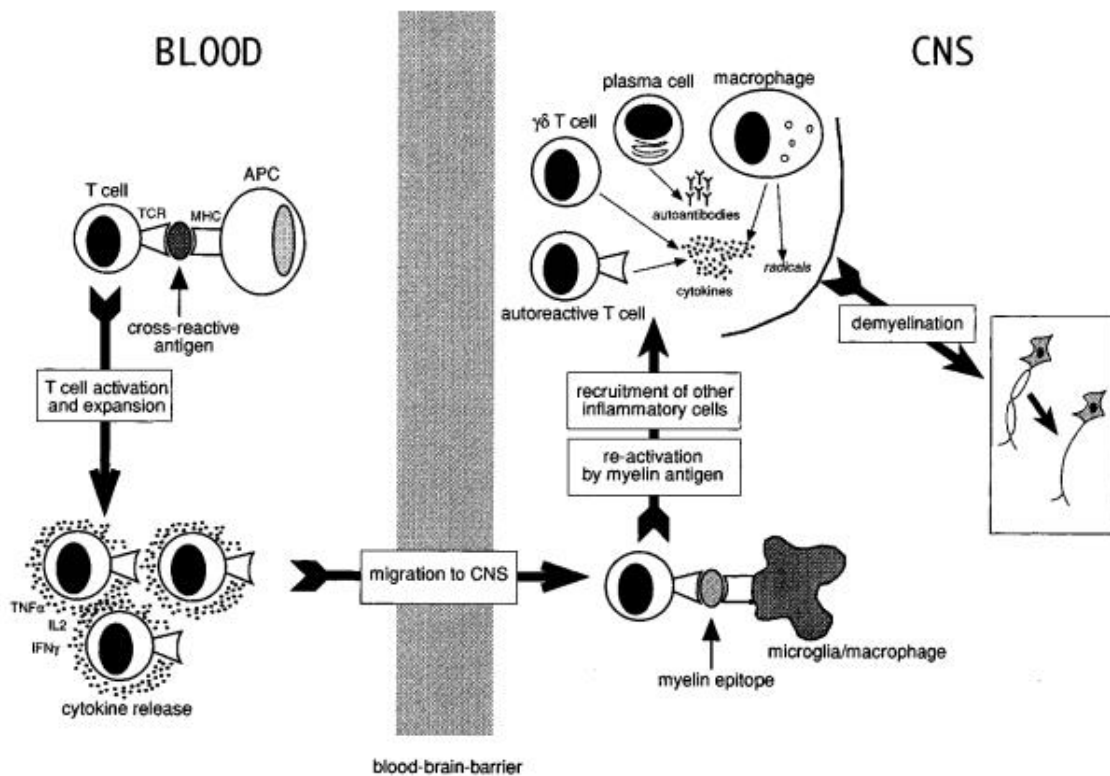 BLOOD
CNS
T cell
TCR
MHC
APC
cross-reactive
antigen
T cell activation
and expansion
TNFα
IL2
IFNγ
cytokine release
migration to CNS
blood-brain-barrier
γδ T cell
plasma cell
macrophage
autoantibodies
cytokines
radicals
autoreactive T cell
recruitment of other
inflammatory cells
re-activation
by myelin antigen
myelin epitope
microglia/macrophage
demyelination